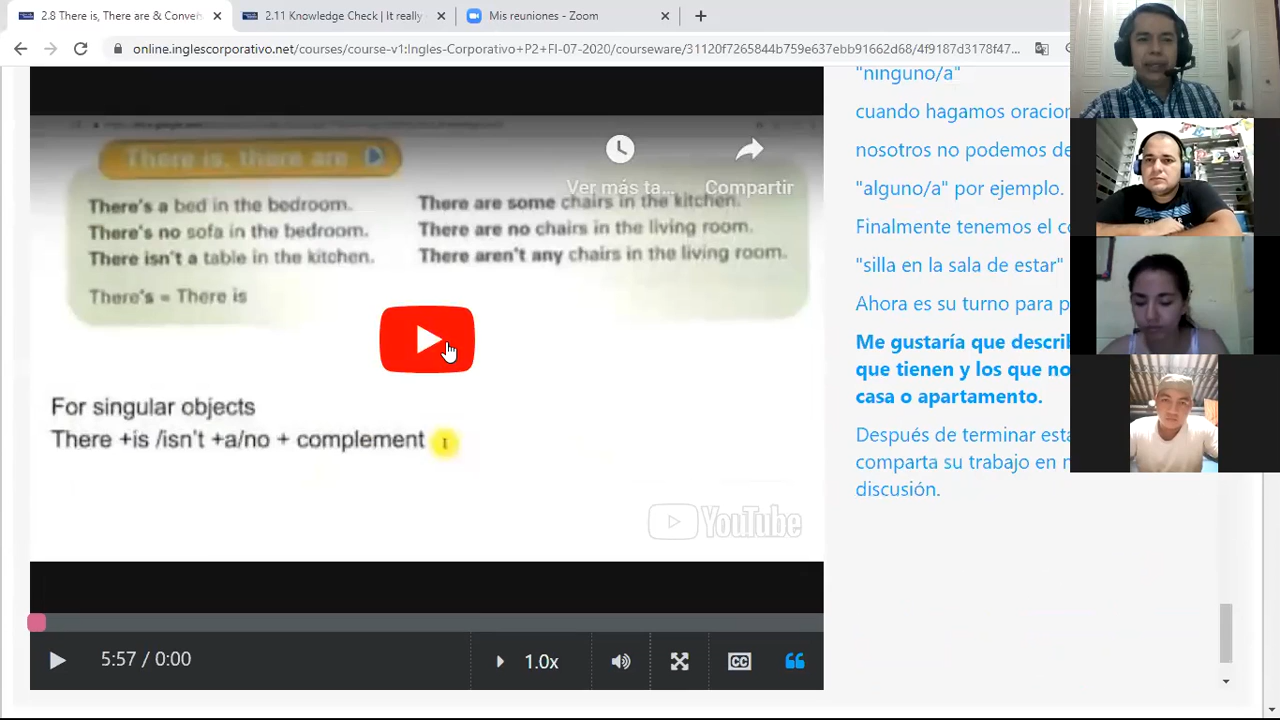 2.8 There is, There are & Conver
2.11 Knowledge Check | It really
Mis reuniones - Zoom
online.inglescorporativo.net/courses/course-v1:Ingles-Corporativo+P2+FI-07-2020/courseware/31120f7265844b759e637ebb91662d68/4f9187d3178f47...
There is, there are
Ver más ta...
Compartir
There's a bed in the bedroom.
There's no sofa in the bedroom.
There isn't a table in the kitchen.
There's = There is
There are some chairs in the kitchen.
There are no chairs in the living room.
There aren't any chairs in the living room.
For singular objects
There +is /isn't +a/no + complement
YouTube
5:57 / 0:00
1.0x
CC
"ninguno/a"
cuando hagamos oracion
nosotros no podemos de
"alguno/a" por ejemplo.
Finalmente tenemos el co
"silla en la sala de estar"
Ahora es su turno para p
Me gustaría que descri
que tienen y los que no
casa o apartamento.
Después de terminar esta
comparta su trabajo en n
discusión.